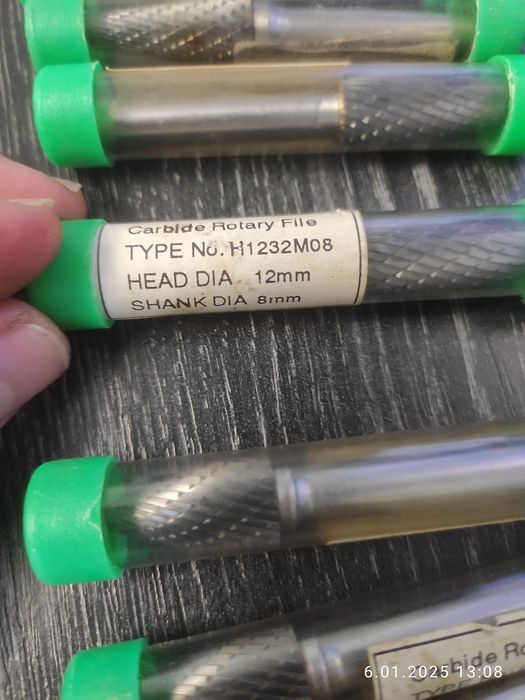 Carbide Rotary File
TYPE No. H1232M08
HEAD DIA 12mm
SHANK DIA 8mm
6.01.2025 13:08